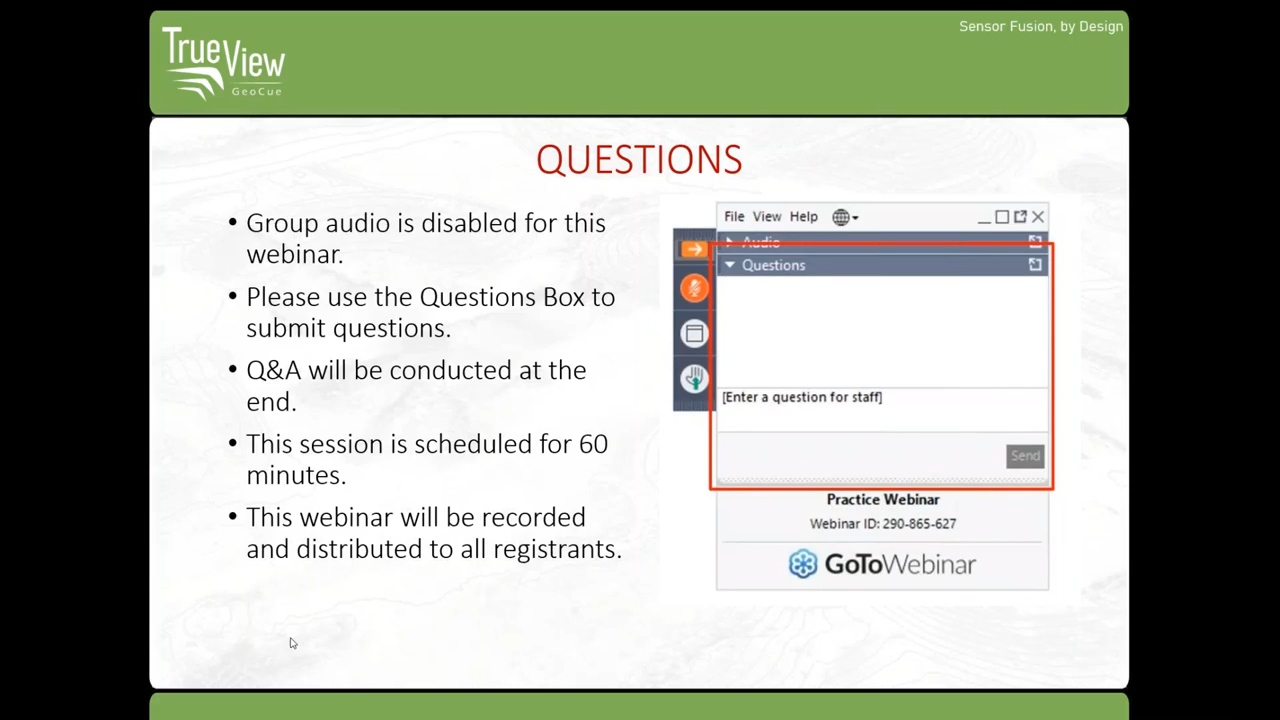 Sensor Fusion, by Design
True View
GeoCue
QUESTIONS
• Group audio is disabled for this
webinar.
• Please use the Questions Box to
submit questions.
• Q&A will be conducted at the
end.
• This session is scheduled for 60
minutes.
• This webinar will be recorded
and distributed to all registrants.
File View Help
Audio
Questions
[Enter a question for staff]
Send
Practice Webinar
Webinar ID: 290-865-627
GoToWebinar